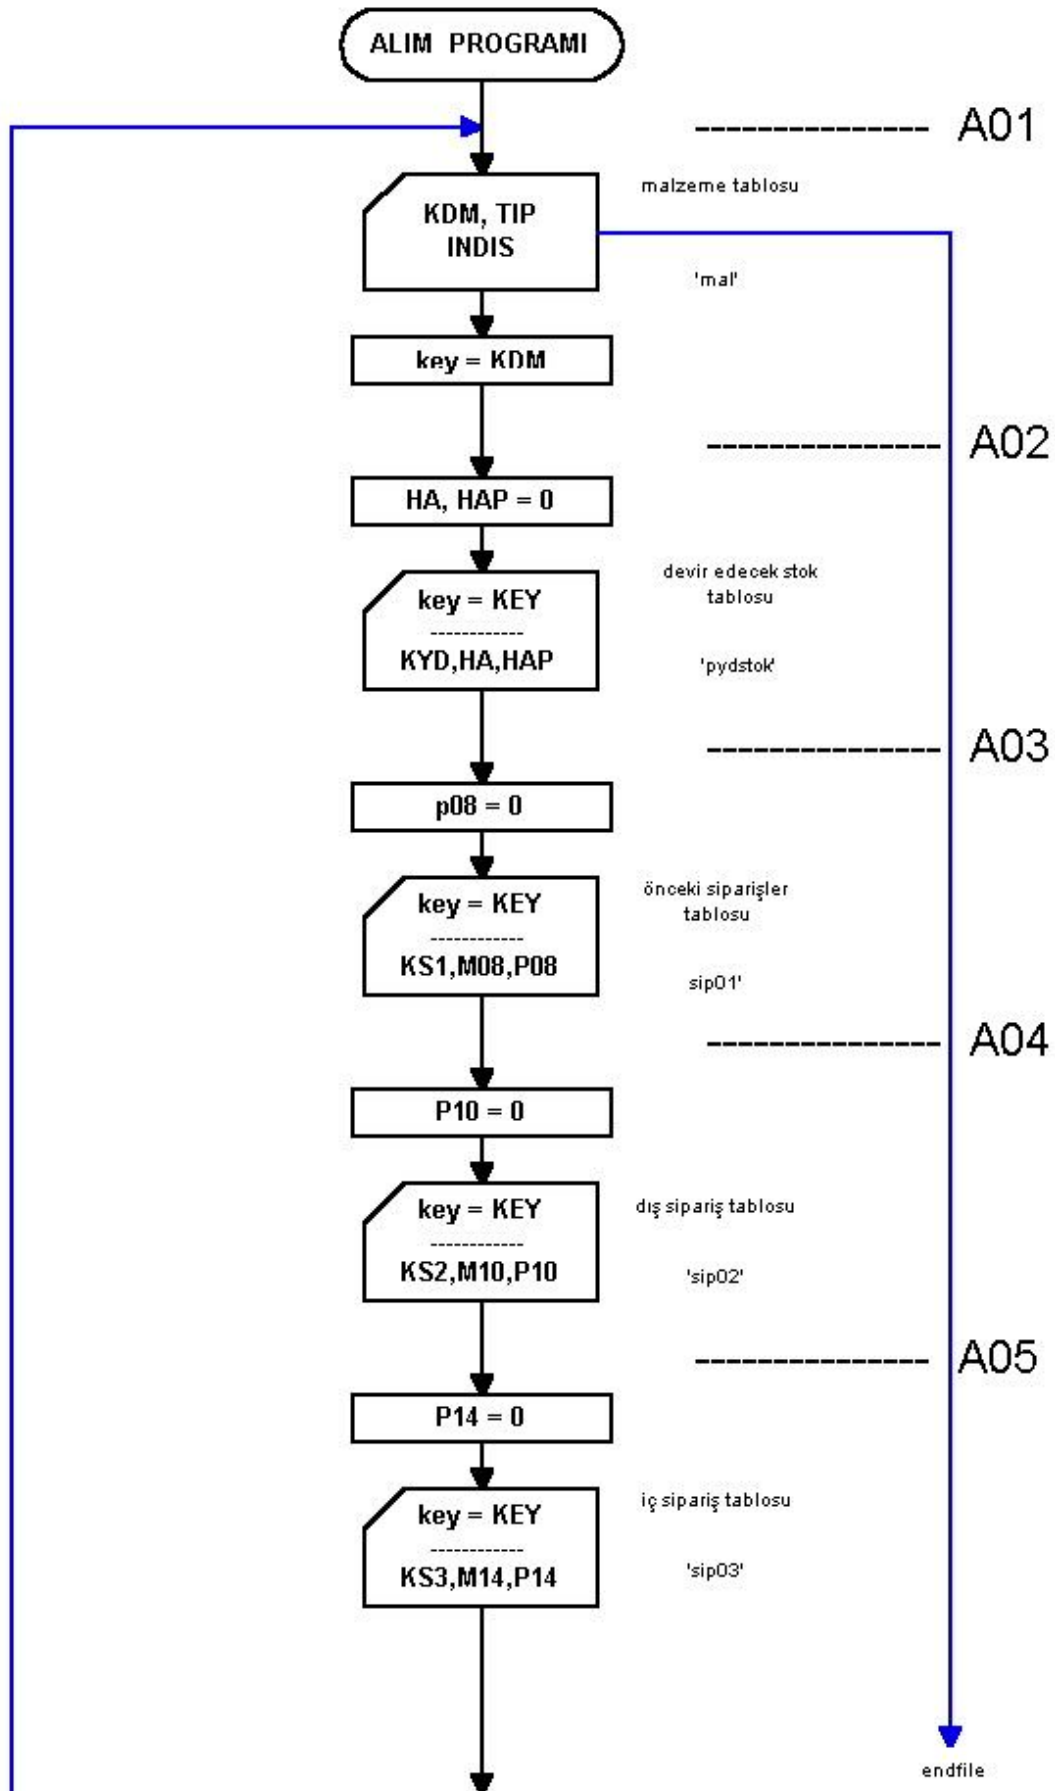 ALIM PROGRAMI
--------------- A01
malzeme tablosu
KDM, TIP
INDIS
'mal'
key = KDM
--------------- A02
HA, HAP = 0
devir edecek stok
tablosu
key = KEY
-------------
KYD,HA,HAP
'pydstok'
--------------- A03
p08 = 0
önceki siparişler
tablosu
key = KEY
-------------
KS1,M08,P08
sip01'
--------------- A04
P10 = 0
key = KEY
dış sipariş tablosu
-------------
KS2,M10,P10
'sip02'
--------------- A05
P14 = 0
iç sipariş tablosu
key = KEY
-------------
KS3,M14,P14
'sip03'
endfile